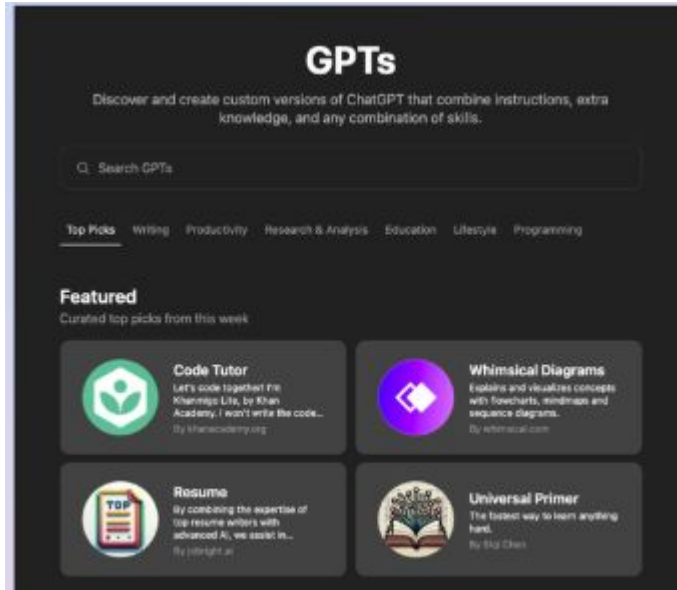 GPTs
Discover and create custom versions of ChatGPT that combine instructions, extra
knowledge, and any combination of skills.
Search GPTs
Top Picks Writing Productivity Research & Analysis Education Lifestyle Programming
Featured
Curated top picks from this week
Code Tutor
Let's code together! I'm
Khanmigo Lite, by Khan
Academy. I won't write the code...
By khanacademy.org
Whimsical Diagrams
Explains and visualizes concepts
with flowcharts, mindmaps and
sequence diagrams.
By whimsical.com
TOP
Resume
By combining the expertise of
top resume writers with
advanced AI, we assist in...
By jobright.ai
Universal Primer
The fastest way to learn anything
hard.
By Siqi Chen